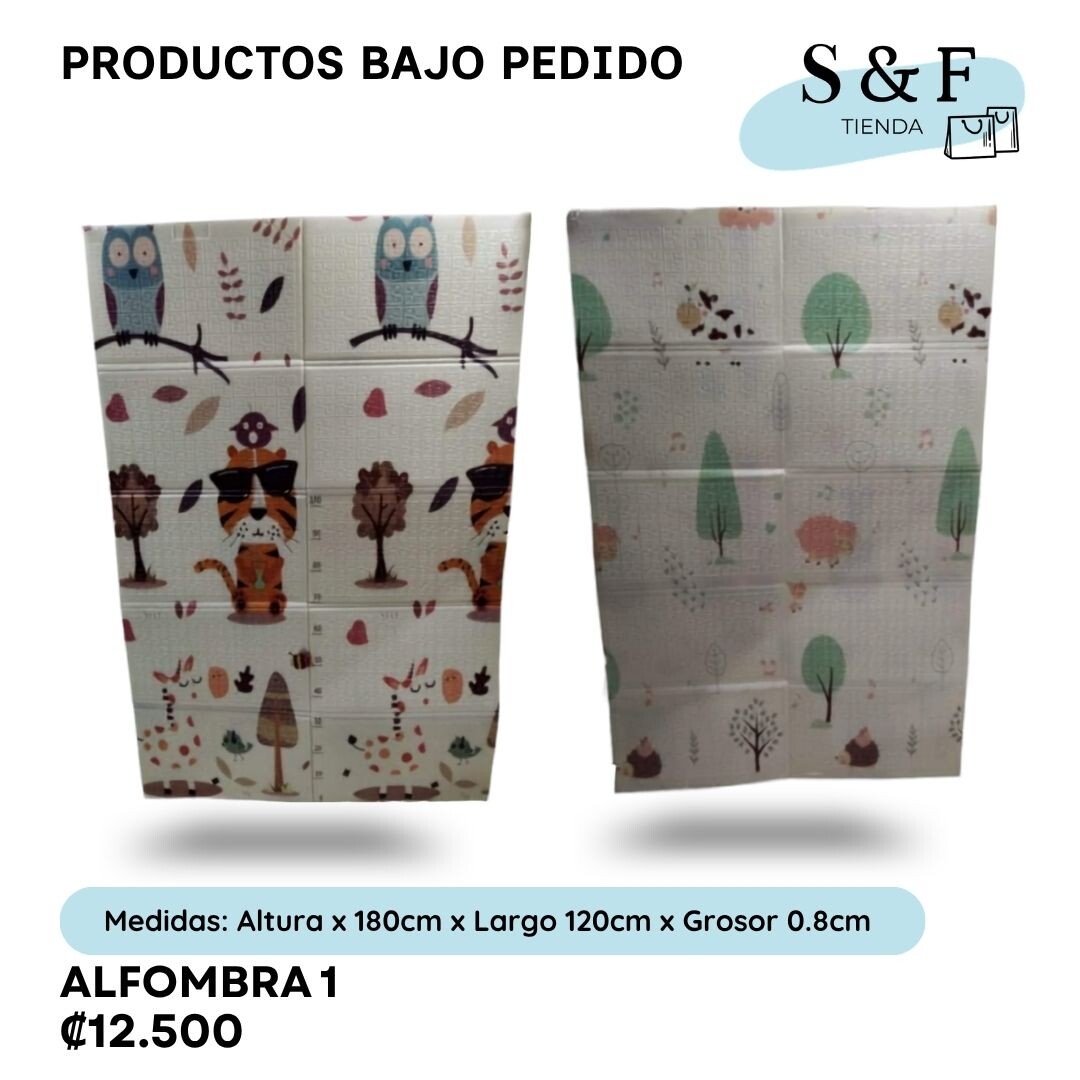 PRODUCTOS BAJO PEDIDO
S & F
TIENDA
Medidas: Altura x 180cm x Largo 120cm x Grosor 0.8cm
ALFOMBRA 1
₡12.500